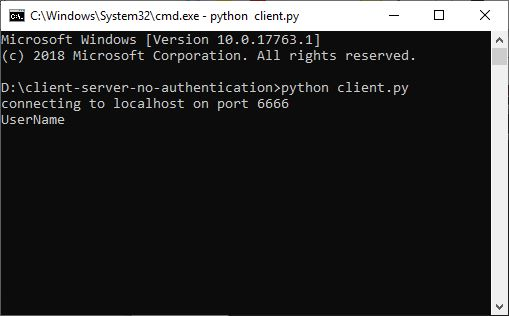 C:\Windows\System32\cmd.exe - python  client.py
Microsoft Windows [Version 10.0.17763.1]
(c) 2018 Microsoft Corporation. All rights reserved.
D:\client-server-no-authentication>python client.py
connecting to localhost on port 6666
UserName